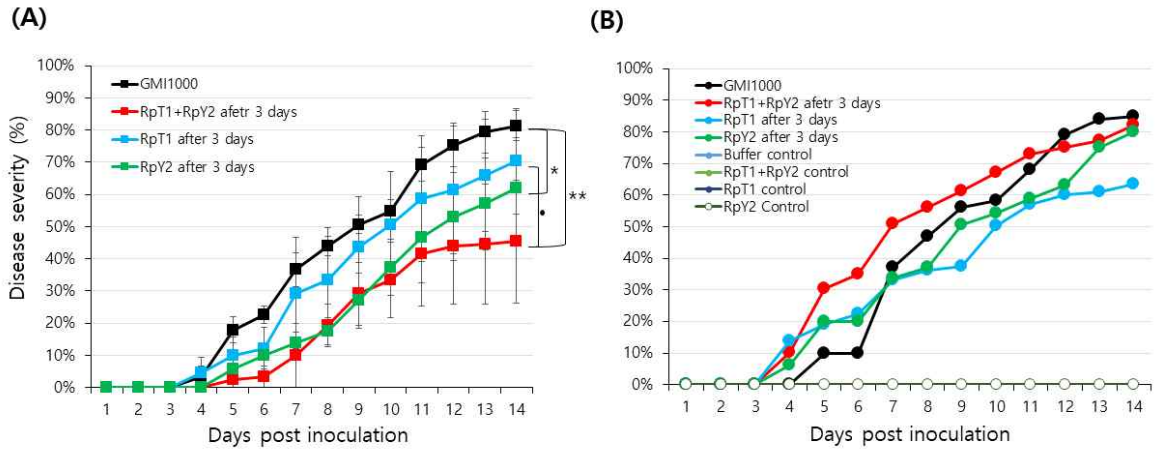 (A)
(B)
100%
90%
80%
70%
60%
50%
40%
30%
20%
10%
0%
Disease severity (%)
GMI1000
RpT1+RpY2 afetr 3 days
RpT1 after 3 days
RpY2 after 3 days
*
**
•
1 2 3 4 5 6 7 8 9 10 11 12 13 14
Days post inoculation
100%
90%
80%
70%
60%
50%
40%
30%
20%
10%
0%
GMI1000
RpT1+RpY2 afetr 3 days
RpT1 after 3 days
RpY2 after 3 days
Buffer control
RpT1+RpY2 control
RpT1 control
RpY2 Control
1 2 3 4 5 6 7 8 9 10 11 12 13 14
Days post inoculation